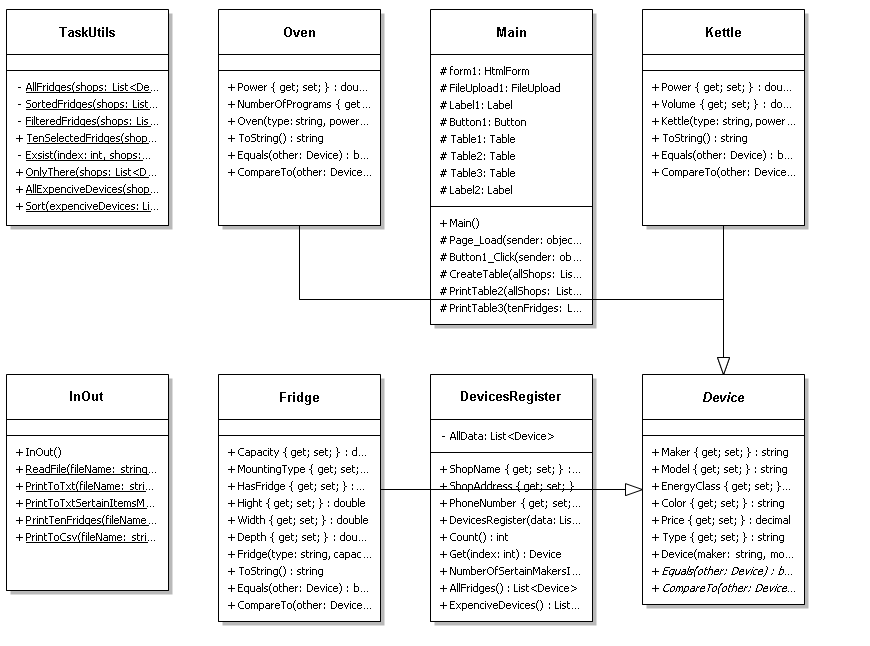 TaskUtils
- AllFridges(shops: List<De...
- SortedFridges(shops: List...
- FilteredFridges(shops: Lis...
+ TenSelectedFridges(shop...
- Exsist(index: int, shops:...
+ OnlyThere(shops: List<D...
+ AllExpenciveDevices(shop...
+ Sort(expenciveDevices: Li...
Oven
+ Power { get; set; } : dou...
+ NumberOfPrograms { get...
+ Oven(type: string, power...
+ ToString() : string
+ Equals(other: Device) : b...
+ CompareTo(other: Device...
Main
# form1: HtmlForm
# FileUpload1: FileUpload
# Label1: Label
# Button1: Button
# Table1: Table
# Table2: Table
# Table3: Table
# Label2: Label
+ Main()
# Page_Load(sender: objec...
# Button1_Click(sender: ob...
# CreateTable(allShops: Lis...
# PrintTable2(allShops: List...
# PrintTable3(tenFridges: L...
Kettle
+ Power { get; set; } : dou...
+ Volume { get; set; } : do...
+ Kettle(type: string, power...
+ ToString() : string
+ Equals(other: Device) : b...
+ CompareTo(other: Device...
InOut
+ InOut()
+ ReadFile(fileName: string...
+ PrintToTxt(fileName: stri...
+ PrintToTxtSertainItemsM...
+ PrintTenFridges(fileName...
+ PrintToCsv(fileName: stri...
Fridge
+ Capacity { get; set; } : d...
+ MountingType { get; set;...
+ HasFridge { get; set; } : ...
+ Hight { get; set; } : double
+ Width { get; set; } : double
+ Depth { get; set; } : dou...
+ Fridge(type: string, capac...
+ ToString() : string
+ Equals(other: Device) : b...
+ CompareTo(other: Device...
DevicesRegister
- AllData: List<Device>
+ ShopName { get; set; } :...
+ ShopAddress { get; set; }
+ PhoneNumber { get; set;...
+ DevicesRegister(data: Lis...
+ Count() : int
+ Get(index: int) : Device
+ NumberOfSertainMakersI...
+ AllFridges() : List<Device>
+ ExpenciveDevices() : List...
Device
+ Maker { get; set; } : string
+ Model { get; set; } : string
+ EnergyClass { get; set; }...
+ Color { get; set; } : string
+ Price { get; set; } : decimal
+ Type { get; set; } : string
+ Device(maker: string, mo...
+ Equals(other: Device) : b...
+ CompareTo(other: Device...